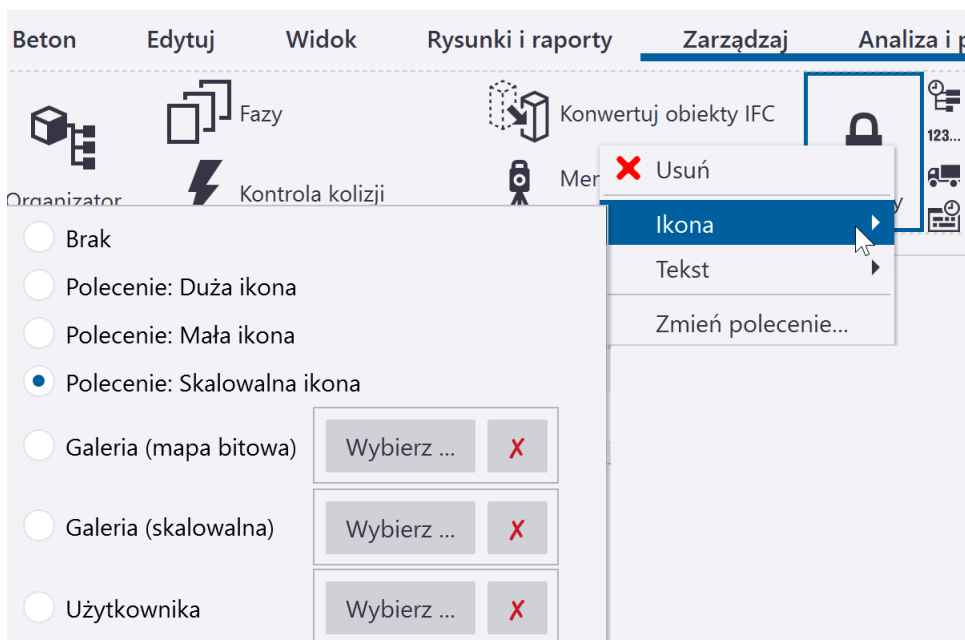 Beton Edytuj Widok Rysunki i raporty Zarządzaj Analiza i
Fazy
Konwertuj obiekty IFC
123...
Organizator
Kontrola kolizji
Usuń
Ikona
Tekst
Zmień polecenie...
Brak
Polecenie: Duża ikona
Polecenie: Mała ikona
Polecenie: Skalowalna ikona
Galeria (mapa bitowa) Wybierz ... ✗
Galeria (skalowalna) Wybierz ... ✗
Użytkownika Wybierz ... ✗